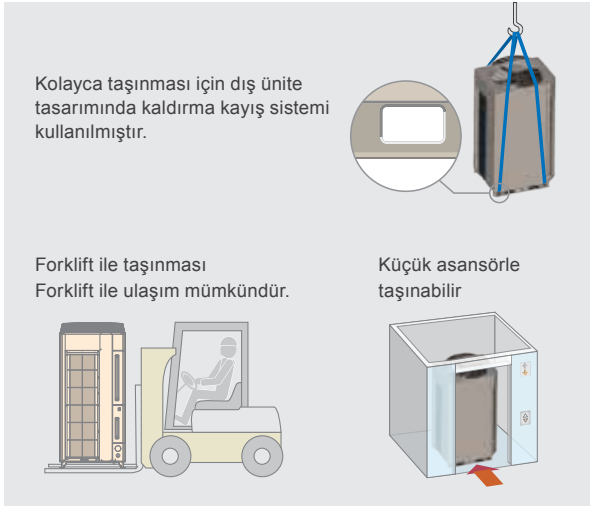 Kolayca taşınması için dış ünite
tasarımında kaldırma kayış sistemi
kullanılmıştır.
Forklift ile taşınması
Forklift ile ulaşım mümkündür.
Küçük asansörle
taşınabilir